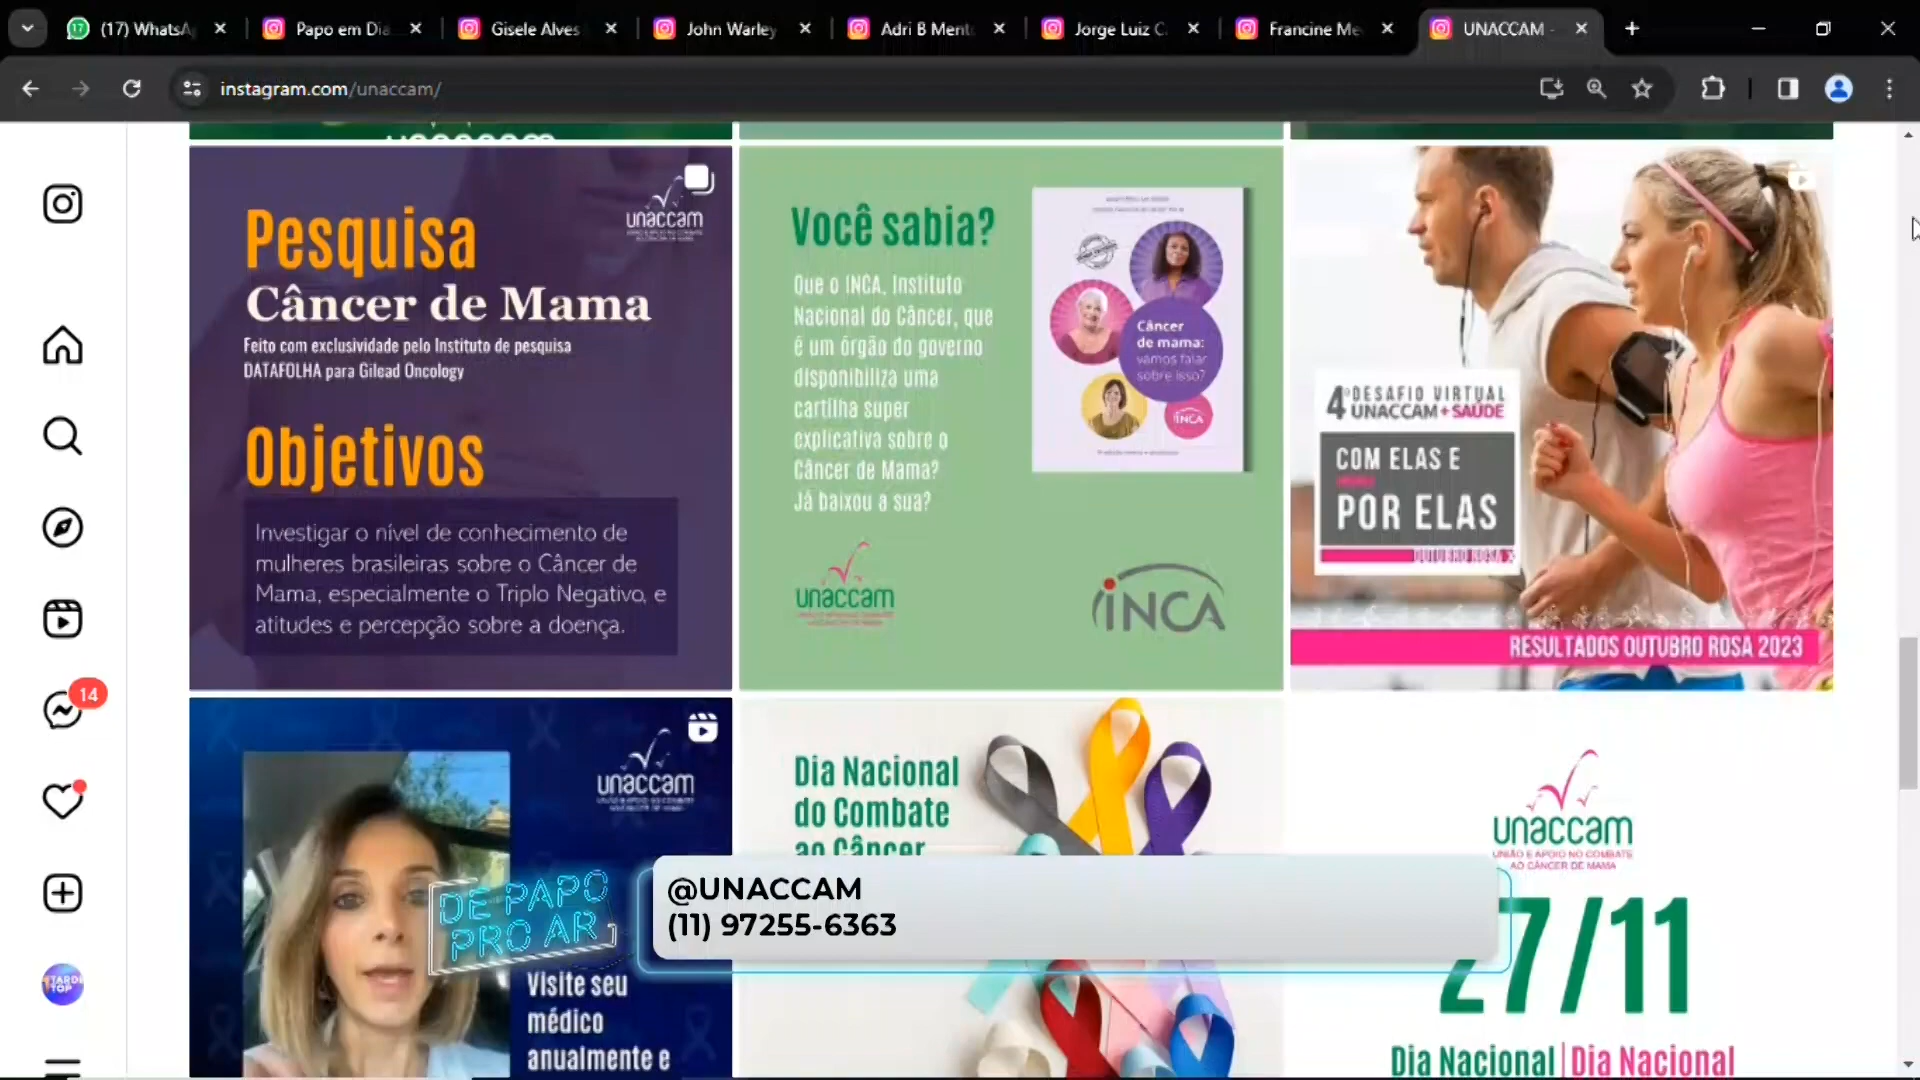 (17) WhatsA
Papo em Dia
Gisele Alves
John Warley
Adri B Mento
Jorge Luiz C
Francine Me
UNACCAM -
instagram.com/unaccam/
Pesquisa
Câncer de Mama
Feito com exclusividade pelo Instituto de pesquisa
DATAFOLHA para Gilead Oncology
Objetivos
Investigar o nível de conhecimento de
mulheres brasileiras sobre o Câncer de
Mama, especialmente o Triplo Negativo, e
atitudes e percepção sobre a doença.
unaccam
Você sabia?
Que o INCA, Instituto
Nacional do Câncer, que
é um órgão do governo
disponibiliza uma
cartilha super
explicativa sobre o
Câncer de Mama?
Já baixou a sua?
Câncer
de mama:
vamos falar
sobre isso?
INCA
unaccam
INCA
4º DESAFIO VIRTUAL
UNACCAM+SAÚDE
COM ELAS E
POR ELAS
OUTUBRO ROSA
RESULTADOS OUTUBRO ROSA 2023
14
unaccam
Visite seu
médico
anualmente e
Dia Nacional
do Combate
ao Câncer
unaccam
UNIÃO E APOIO NO COMBATE
AO CÂNCER DE MAMA
27/11
Dia Nacional|Dia Nacional
DE PAPO
PRO AR
@UNACCAM
(11) 97255-6363
TARDE
TOP